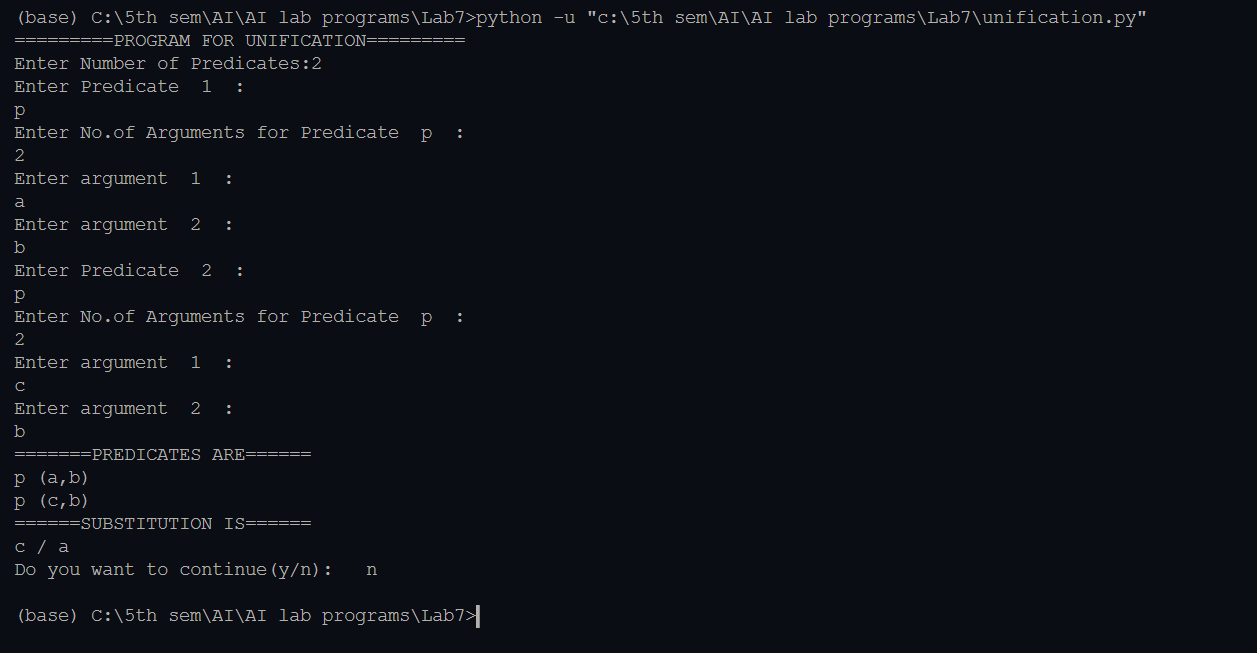 (base) C:\5th sem\AI\AI lab programs\Lab7>python -u "c:\5th sem\AI\AI lab programs\Lab7\unification.py"
=========PROGRAM FOR UNIFICATION=========
Enter Number of Predicates:2
Enter Predicate  1  :
p
Enter No.of Arguments for Predicate  p  :
2
Enter argument  1  :
a
Enter argument  2  :
b
Enter Predicate  2  :
p
Enter No.of Arguments for Predicate  p  :
2
Enter argument  1  :
c
Enter argument  2  :
b
=======PREDICATES ARE======
p (a,b)
p (c,b)
======SUBSTITUTION IS======
c / a
Do you want to continue(y/n):   n
(base) C:\5th sem\AI\AI lab programs\Lab7>